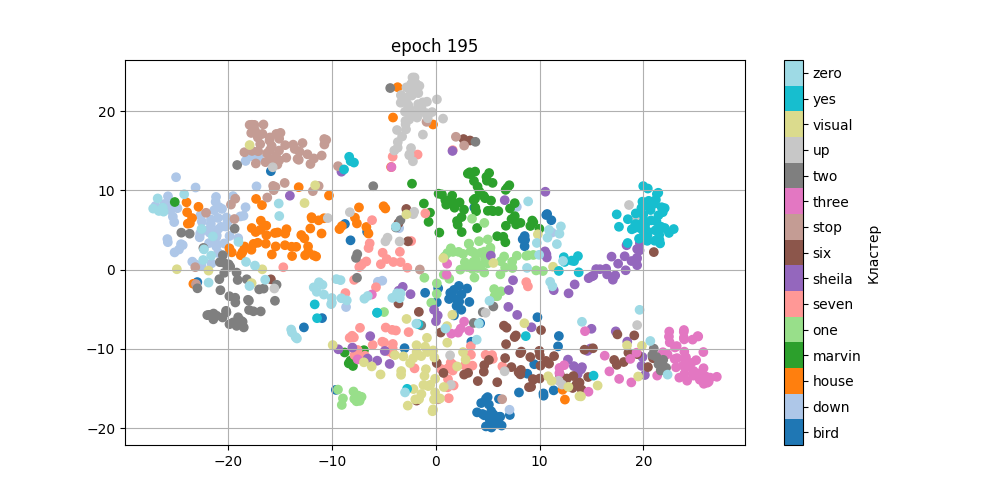 epoch 195
20
10
0
−10
−20
−20
−10
0
10
20
zero
yes
visual
up
two
three
stop
six
sheila
seven
one
marvin
house
down
bird
Кластер